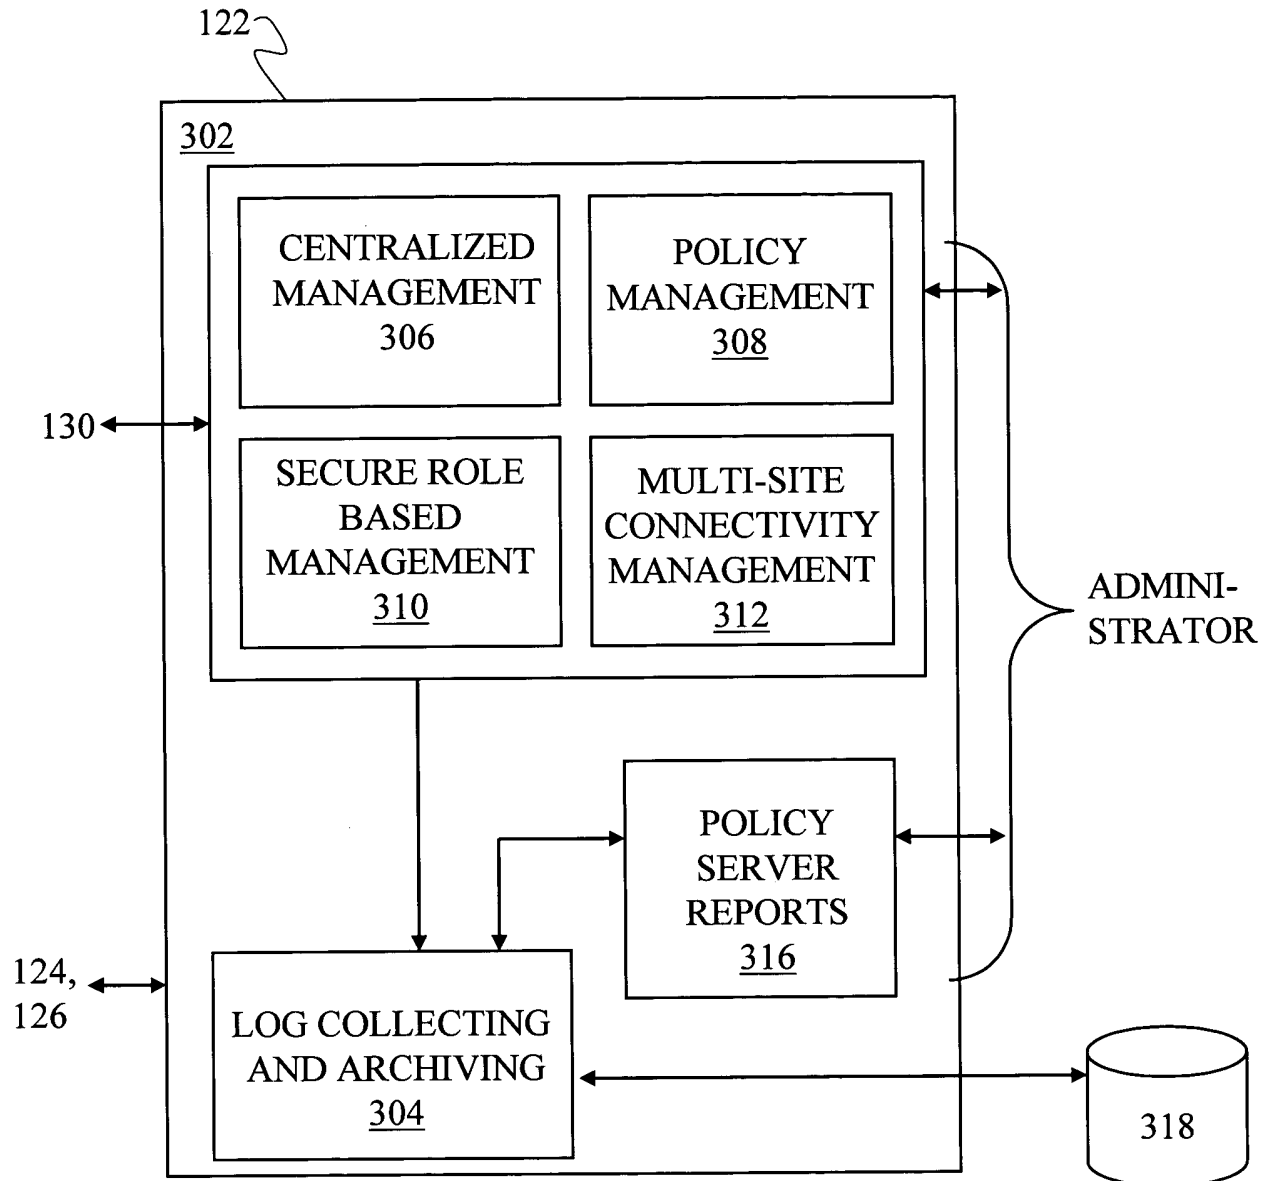 122
302
CENTRALIZED
MANAGEMENT
306
POLICY
MANAGEMENT
308
130
SECURE ROLE
BASED
MANAGEMENT
310
MULTI-SITE
CONNECTIVITY
MANAGEMENT
312
ADMINI-
STRATOR
POLICY
SERVER
REPORTS
316
124,
126
LOG COLLECTING
AND ARCHIVING
304
318